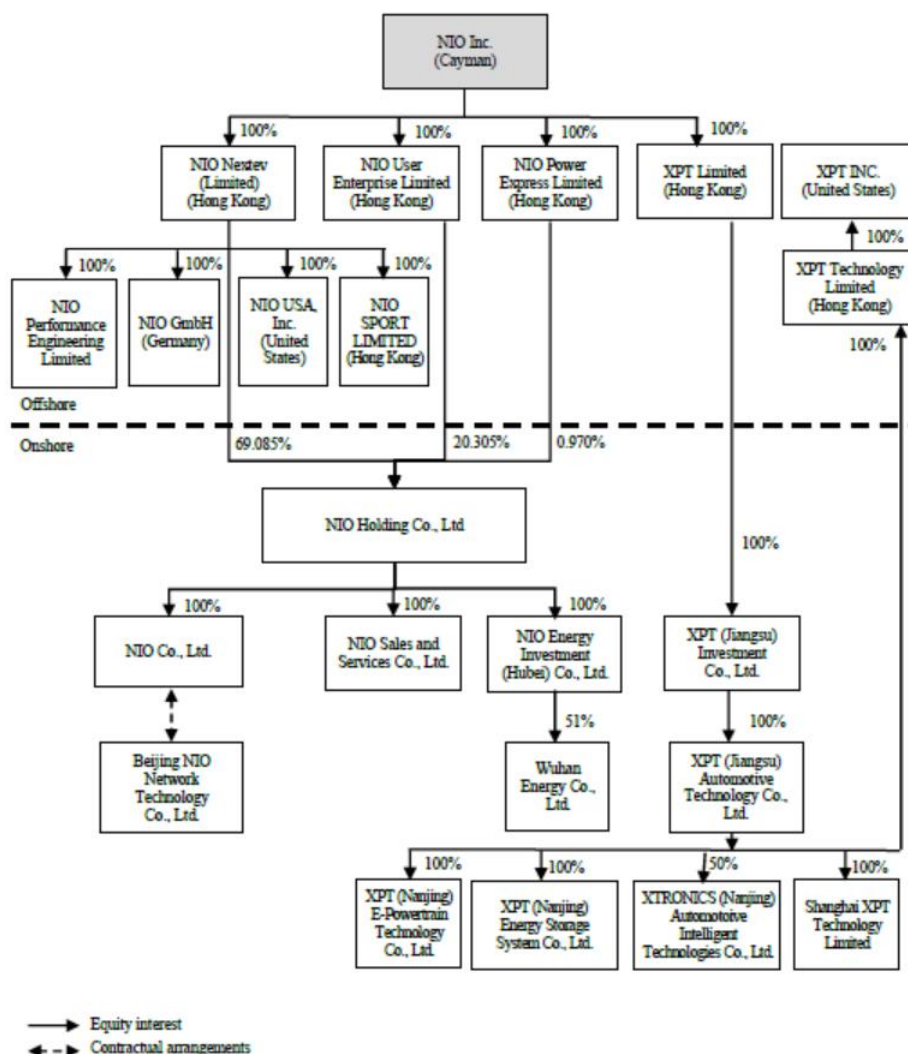 NIO Inc.
(Cayman)
100%
100%
100%
100%
NIO Nextev
(Limited)
(Hong Kong)
NIO User
Enterprise Limited
(Hong Kong)
NIO Power
Express Limited
(Hong Kong)
XPT Limited
(Hong Kong)
XPT INC.
(United States)
100%
XPT Technology
Limited
(Hong Kong)
100%
100%
100%
100%
100%
NIO
Performance
Engineering
Limited
NIO GmbH
(Germany)
NIO USA,
Inc.
(United
States)
NIO
SPORT
LIMITED
(Hong Kong)
Offshore
Onshore
69.085%
20.305%
0.970%
NIO Holding Co., Ltd
100%
100%
100%
100%
NIO Co., Ltd.
NIO Sales and
Services Co., Ltd.
NIO Energy
Investment
(Hubei) Co., Ltd.
XPT (Jiangsu)
Investment
Co., Ltd.
51%
100%
Beijing NIO
Network
Technology
Co., Ltd.
Wuhan
Energy Co.,
Ltd.
XPT (Jiangsu)
Automotive
Technology Co.,
Ltd.
100%
100%
50%
100%
XPT (Nanjing)
E-Powertrain
Technology
Co., Ltd.
XPT (Nanjing)
Energy Storage
System Co., Ltd.
XTRONICS (Nanjing)
Automotoive
Intelligent
Technologies Co., Ltd.
Shanghai XPT
Technology
Limited
Equity interest
Contractual arrangements